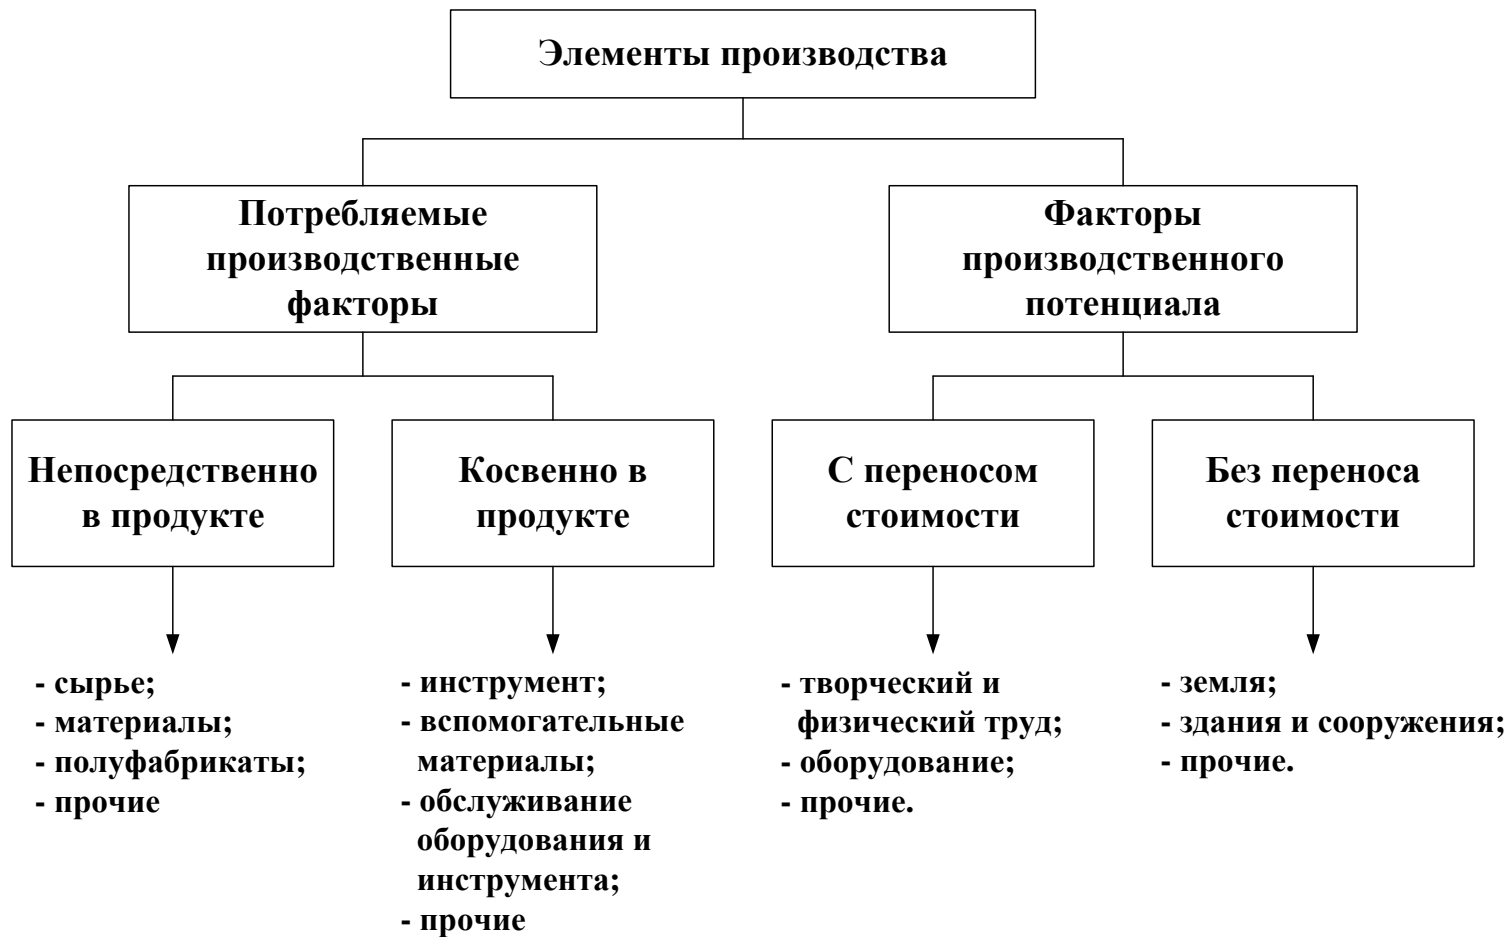 Элементы производства
Потребляемые
производственные
факторы
Факторы
производственного
потенциала
Непосредственно
в продукте
Косвенно в
продукте
С переносом
стоимости
Без переноса
стоимости
- сырье;
- материалы;
- полуфабрикаты;
- прочие
- инструмент;
- вспомогательные
материалы;
- обслуживание
оборудования и
инструмента;
- прочие
- творческий и
физический труд;
- оборудование;
- прочие.
- земля;
- здания и сооружения;
- прочие.